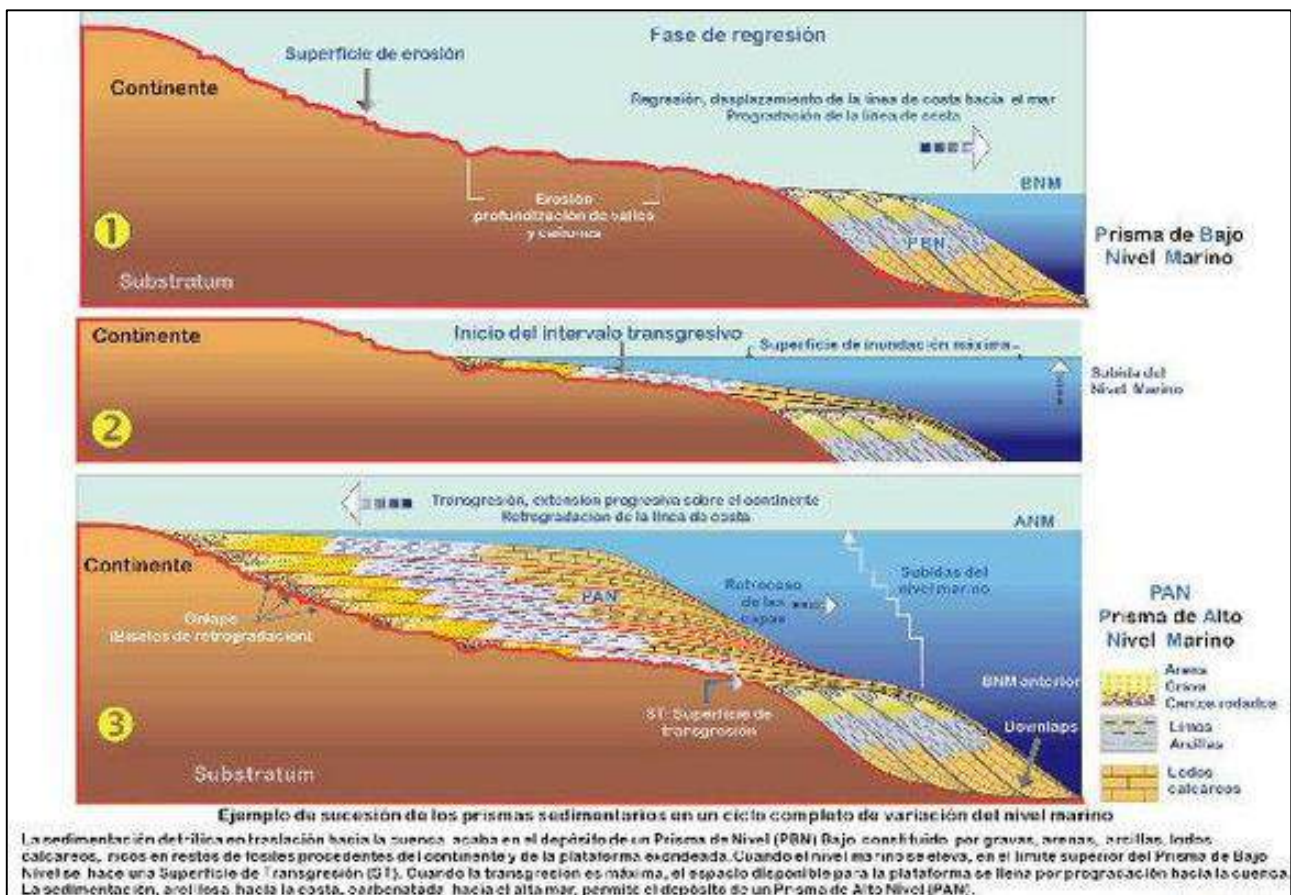 Fase de regresión
Superficie de erosión
Continente
Regresión, desplazamiento de la línea de costa hacia el mar
Progradación de la línea de costa
BNM
Erosión
profundización de valles
y
1
PBN
Prisma de Bajo
Nivel Marino
Substratum
Continente
Inicio del intervalo transgresivo
Superficie de inundación máxima
Subida del
Nivel Marino
2
Transgresión, extensión progresiva sobre el continente
Retrogradación de la línea de costa
ANM
Continente
PAN
Retroceso
de las
capas
Subidas del
nivel marino
PAN
Prisma de Alto
Nivel Marino
Onlaps
(Biseles de retrogradación)
Arena
Grava
Cantos rodados
BNM anterior
3
ST: Superficie de
transgresión
Downlaps
Limos
Arcillas
Substratum
Lodos
calcáreos
Ejemplo de sucesión de los prismas sedimentarios en un ciclo completo de variación del nivel marino
La sedimentación detrítica en traslación hacia la cuenca acaba en el depósito de un Prisma de Nivel (PBN) Bajo constituido por gravas, arenas, arcillas, lodos
calcáreos, ricos en restos de fósiles procedentes del continente y de la plataforma exondeada. Cuando el nivel marino se eleva, en el límite superior del Prisma de Bajo
Nivel se hace una Superficie de Transgresión (ST). Cuando la transgresión es máxima, el espacio disponible para la plataforma se llena por progradación hacia la cuenca.
La sedimentación, arcillosa hacia la costa, carbonatada hacia el alta mar, permite el depósito de un Prisma de Alto Nivel (PAN).